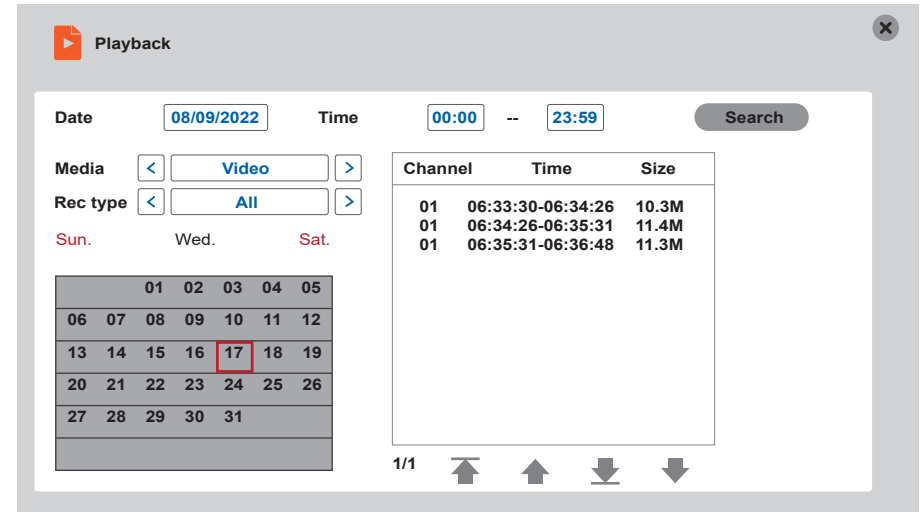 Playback
Date 08/09/2022 Time 00:00 -- 23:59 Search
Media < Video >
Rec type < All >
Sun. Wed. Sat.
01 02 03 04 05
06 07 08 09 10 11 12
13 14 15 16 17 18 19
20 21 22 23 24 25 26
27 28 29 30 31
Channel Time Size
01 06:33:30-06:34:26 10.3M
01 06:34:26-06:35:31 11.4M
01 06:35:31-06:36:48 11.3M
1/1